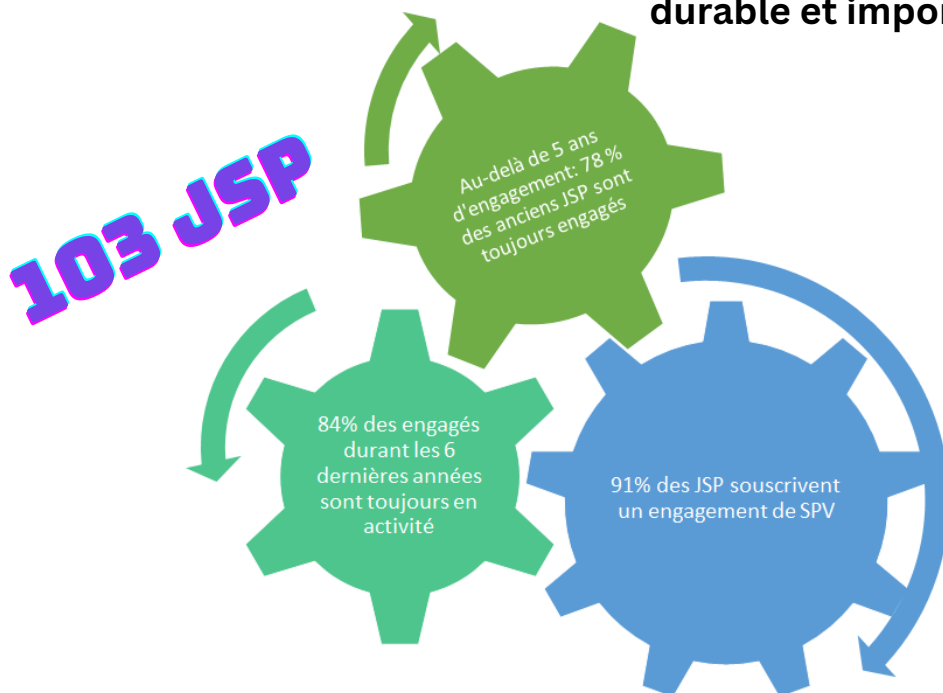 durable et impor
103 JSP
Au-delà de 5 ans
d'engagement: 78 %
des anciens JSP sont
toujours engagés
84% des engagés
durant les 6
dernières années
sont toujours en
activité
91% des JSP souscrivent
un engagement de SPV